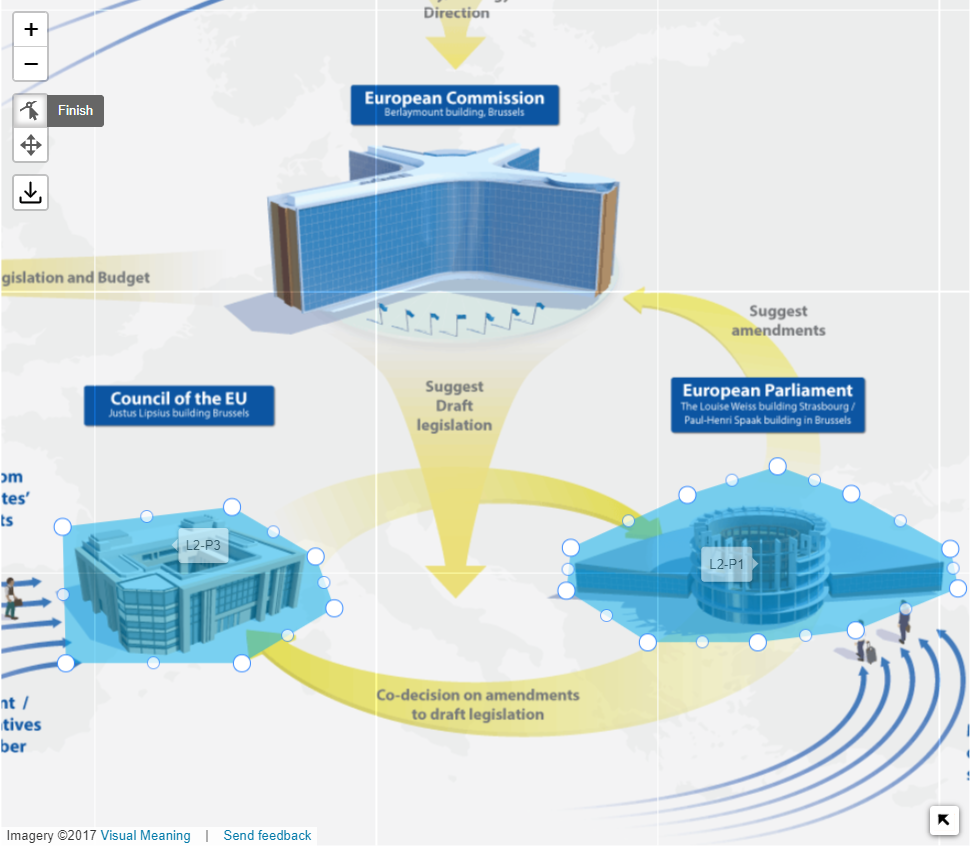 Direction
+
−
Finish
European Commission
Berlaymount building, Brussels
gislation and Budget
Suggest
amendments
Suggest
Draft
legislation
Council of the EU
Justus Lipsius building Brussels
European Parliament
The Louise Weiss building Strasbourg /
Paul-Henri Spaak building in Brussels
om
tes’
ts
L2-P3
L2-P1
Co-decision on amendments
to draft legislation
nt /
tives
ber
Imagery ©2017 Visual Meaning | Send feedback